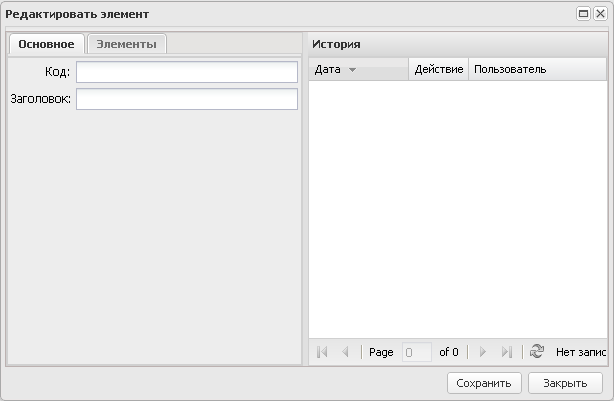 Редактировать элемент
Основное Элементы
История
Код:
Заголовок:
Дата Действие Пользователь
Page 0 of 0 Нет запис
Сохранить Закрыть